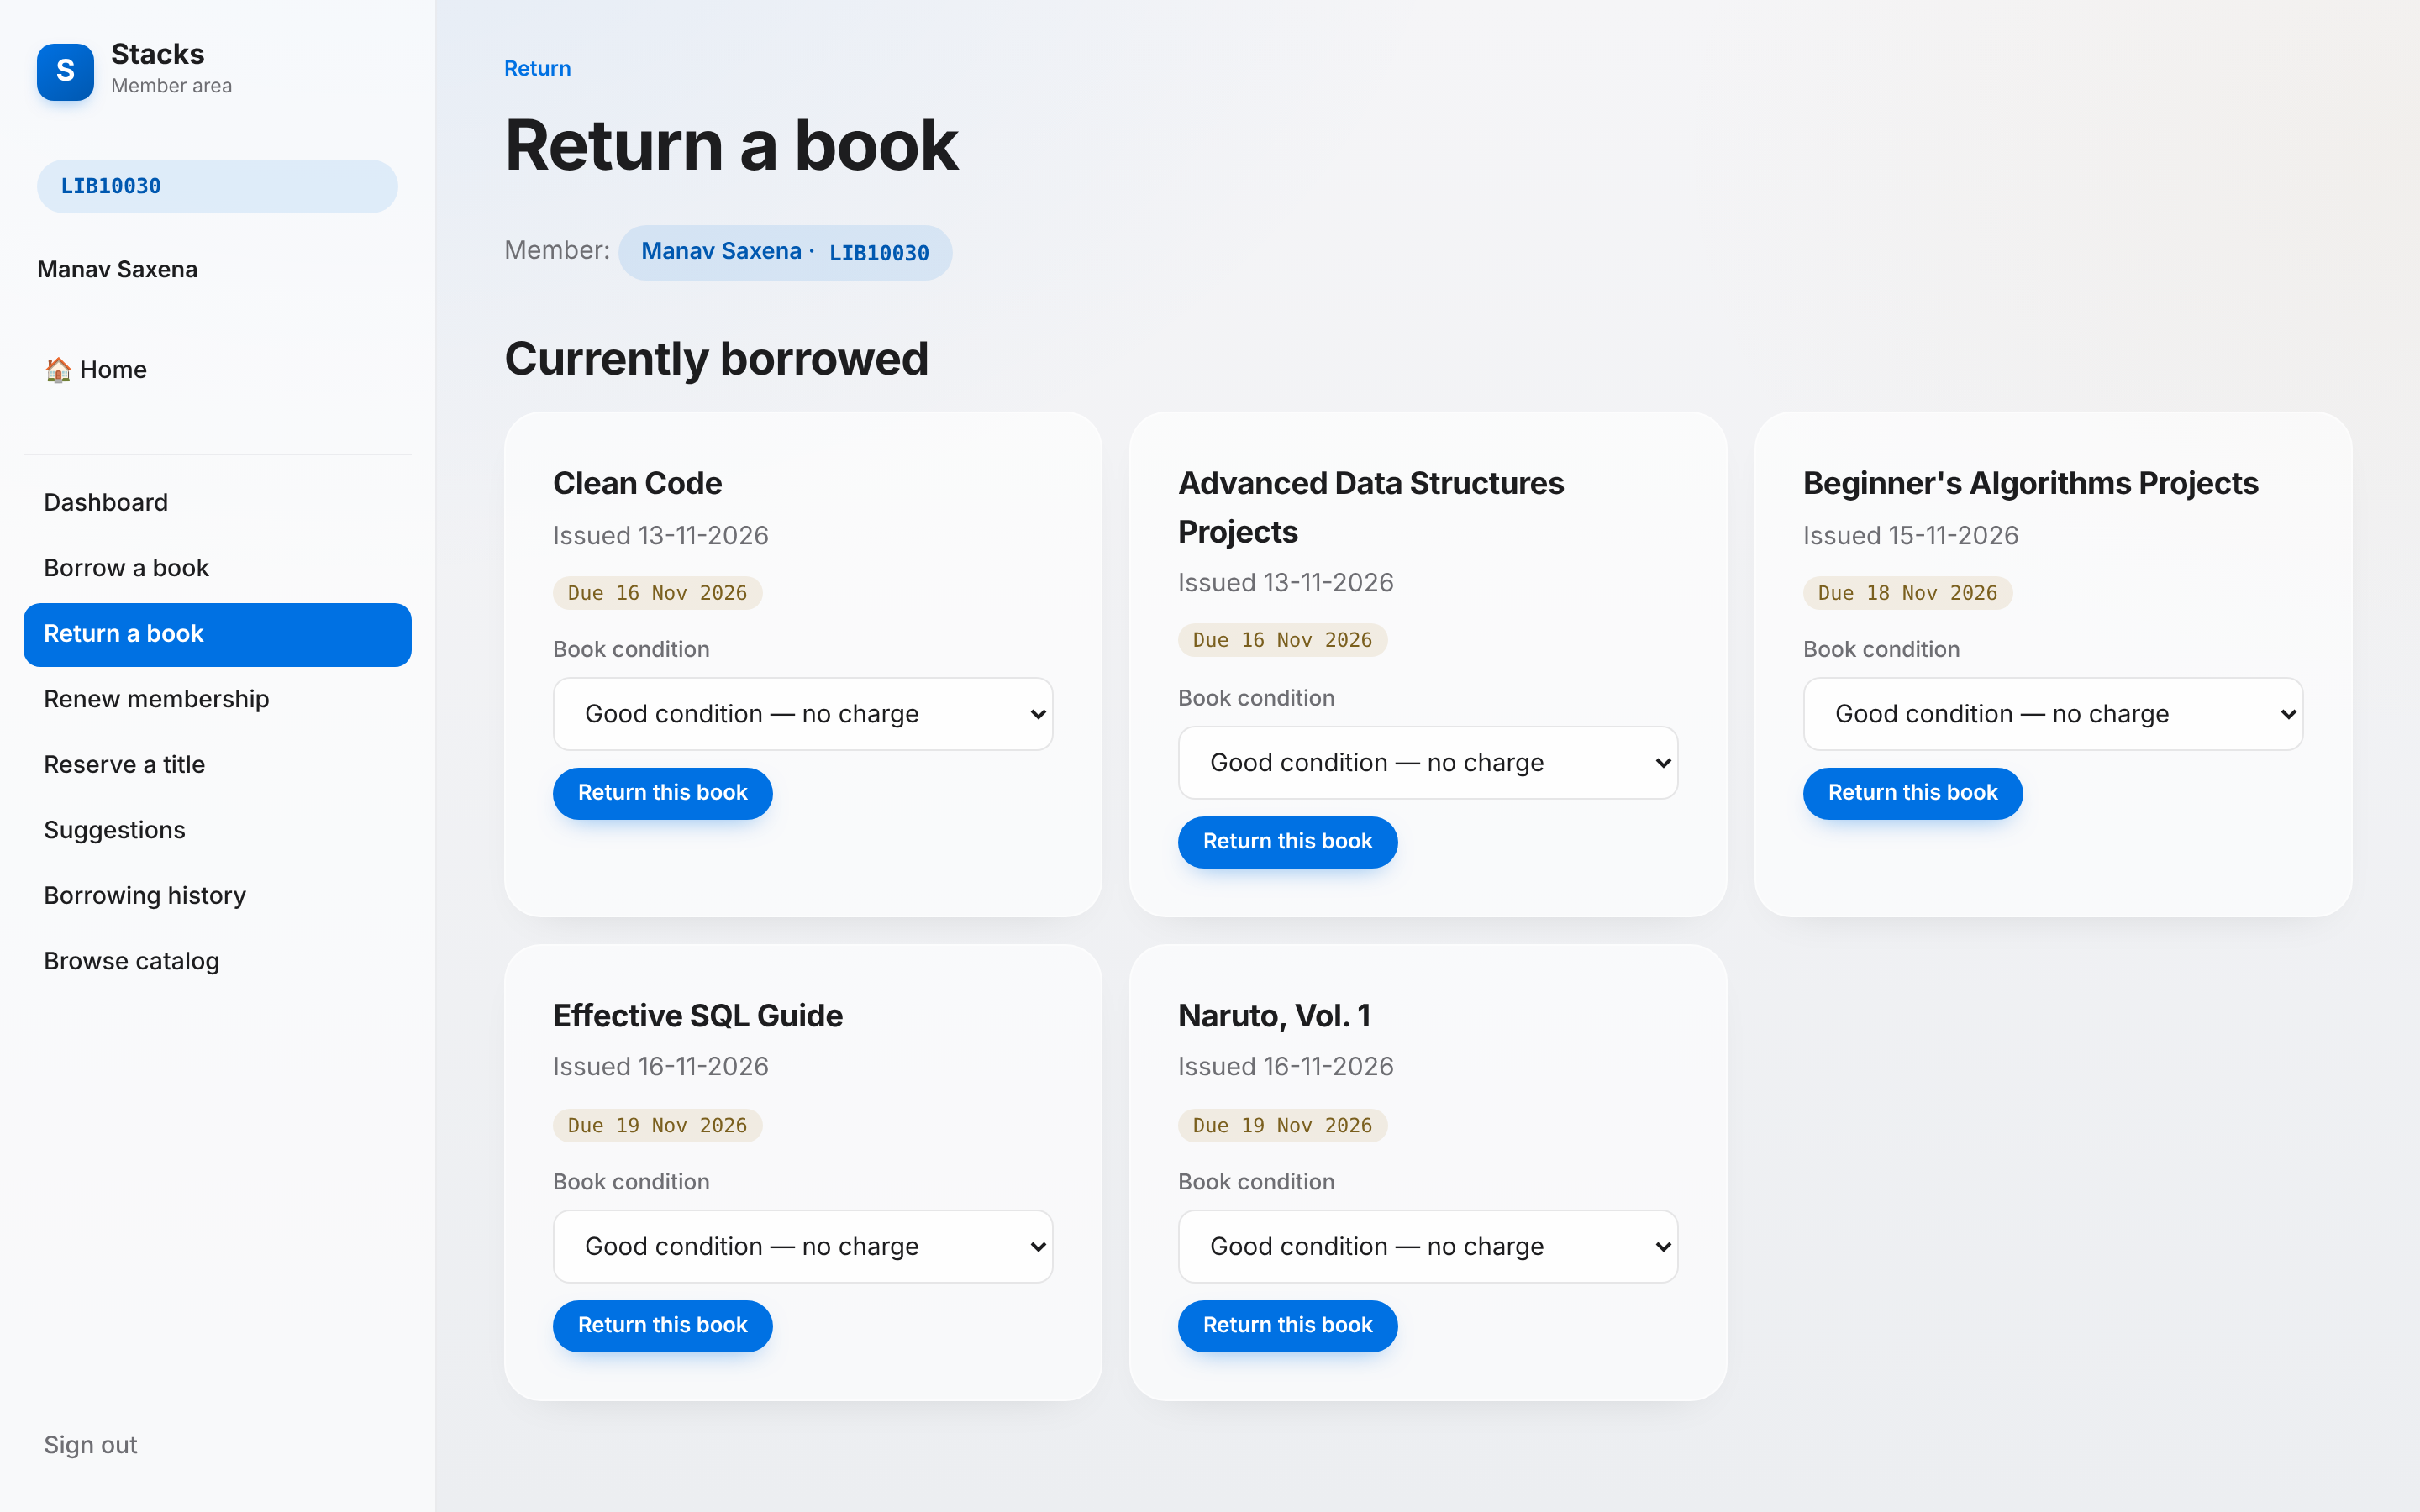 S
Stacks
Member area
LIB10030
Manav Saxena
🏠 Home
Dashboard
Borrow a book
Return a book
Renew membership
Reserve a title
Suggestions
Borrowing history
Browse catalog
Sign out
Return
Return a book
Member: Manav Saxena · LIB10030
Currently borrowed
Clean Code
Issued 13-11-2026
Due 16 Nov 2026
Book condition
Good condition — no charge
Return this book
Advanced Data Structures
Projects
Issued 13-11-2026
Due 16 Nov 2026
Book condition
Good condition — no charge
Return this book
Beginner's Algorithms Projects
Issued 15-11-2026
Due 18 Nov 2026
Book condition
Good condition — no charge
Return this book
Effective SQL Guide
Issued 16-11-2026
Due 19 Nov 2026
Book condition
Good condition — no charge
Return this book
Naruto, Vol. 1
Issued 16-11-2026
Due 19 Nov 2026
Book condition
Good condition — no charge
Return this book